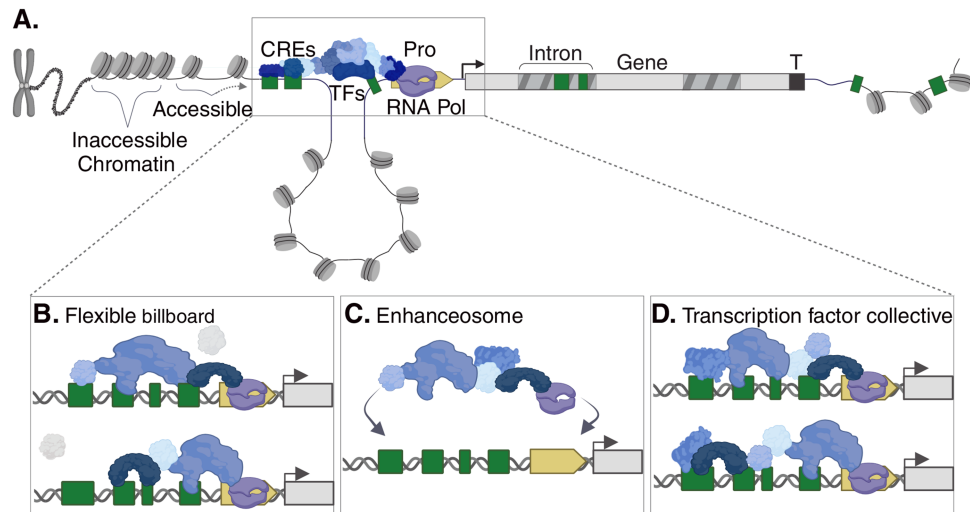 A.
CREs
Pro
TFs
RNA Pol
Intron
Gene
T
Accessible
Inaccessible
Chromatin
B. Flexible billboard
C. Enhanceosome
D. Transcription factor collective